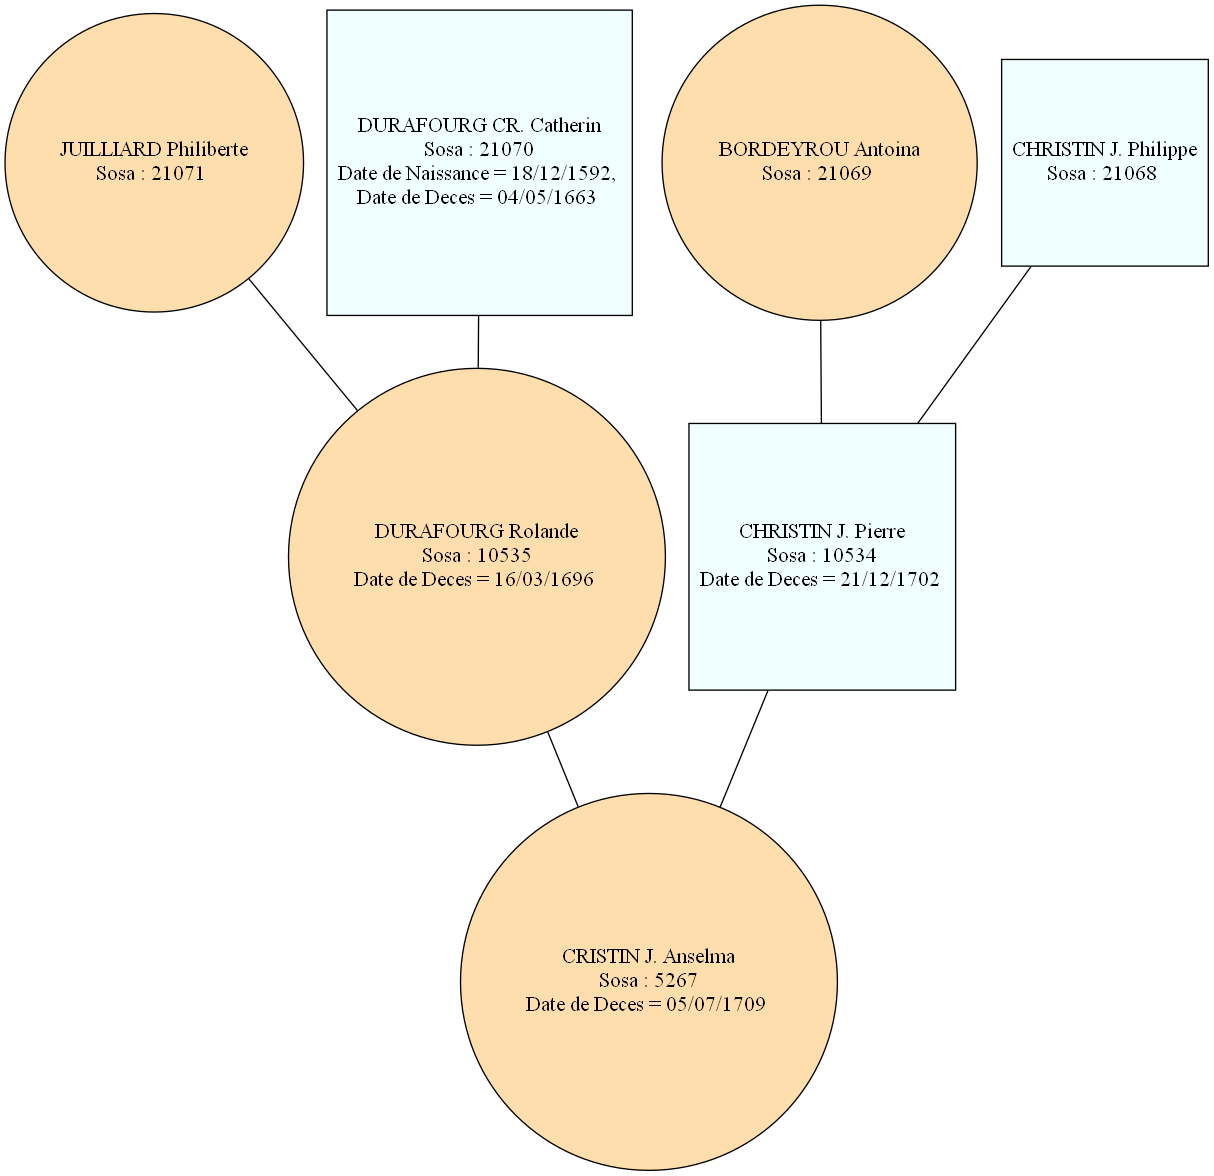 JUILLIARD Philiberte
Sosa : 21071
DURAFOURG CR. Catherin
Sosa : 21070
Date de Naissance = 18/12/1592,
Date de Deces = 04/05/1663
BORDEYROU Antoina
Sosa : 21069
CHRISTIN J. Philippe
Sosa : 21068
DURAFOURG Rolande
Sosa : 10535
Date de Deces = 16/03/1696
CHRISTIN J. Pierre
Sosa : 10534
Date de Deces = 21/12/1702
CRISTIN J. Anselma
Sosa : 5267
Date de Deces = 05/07/1709